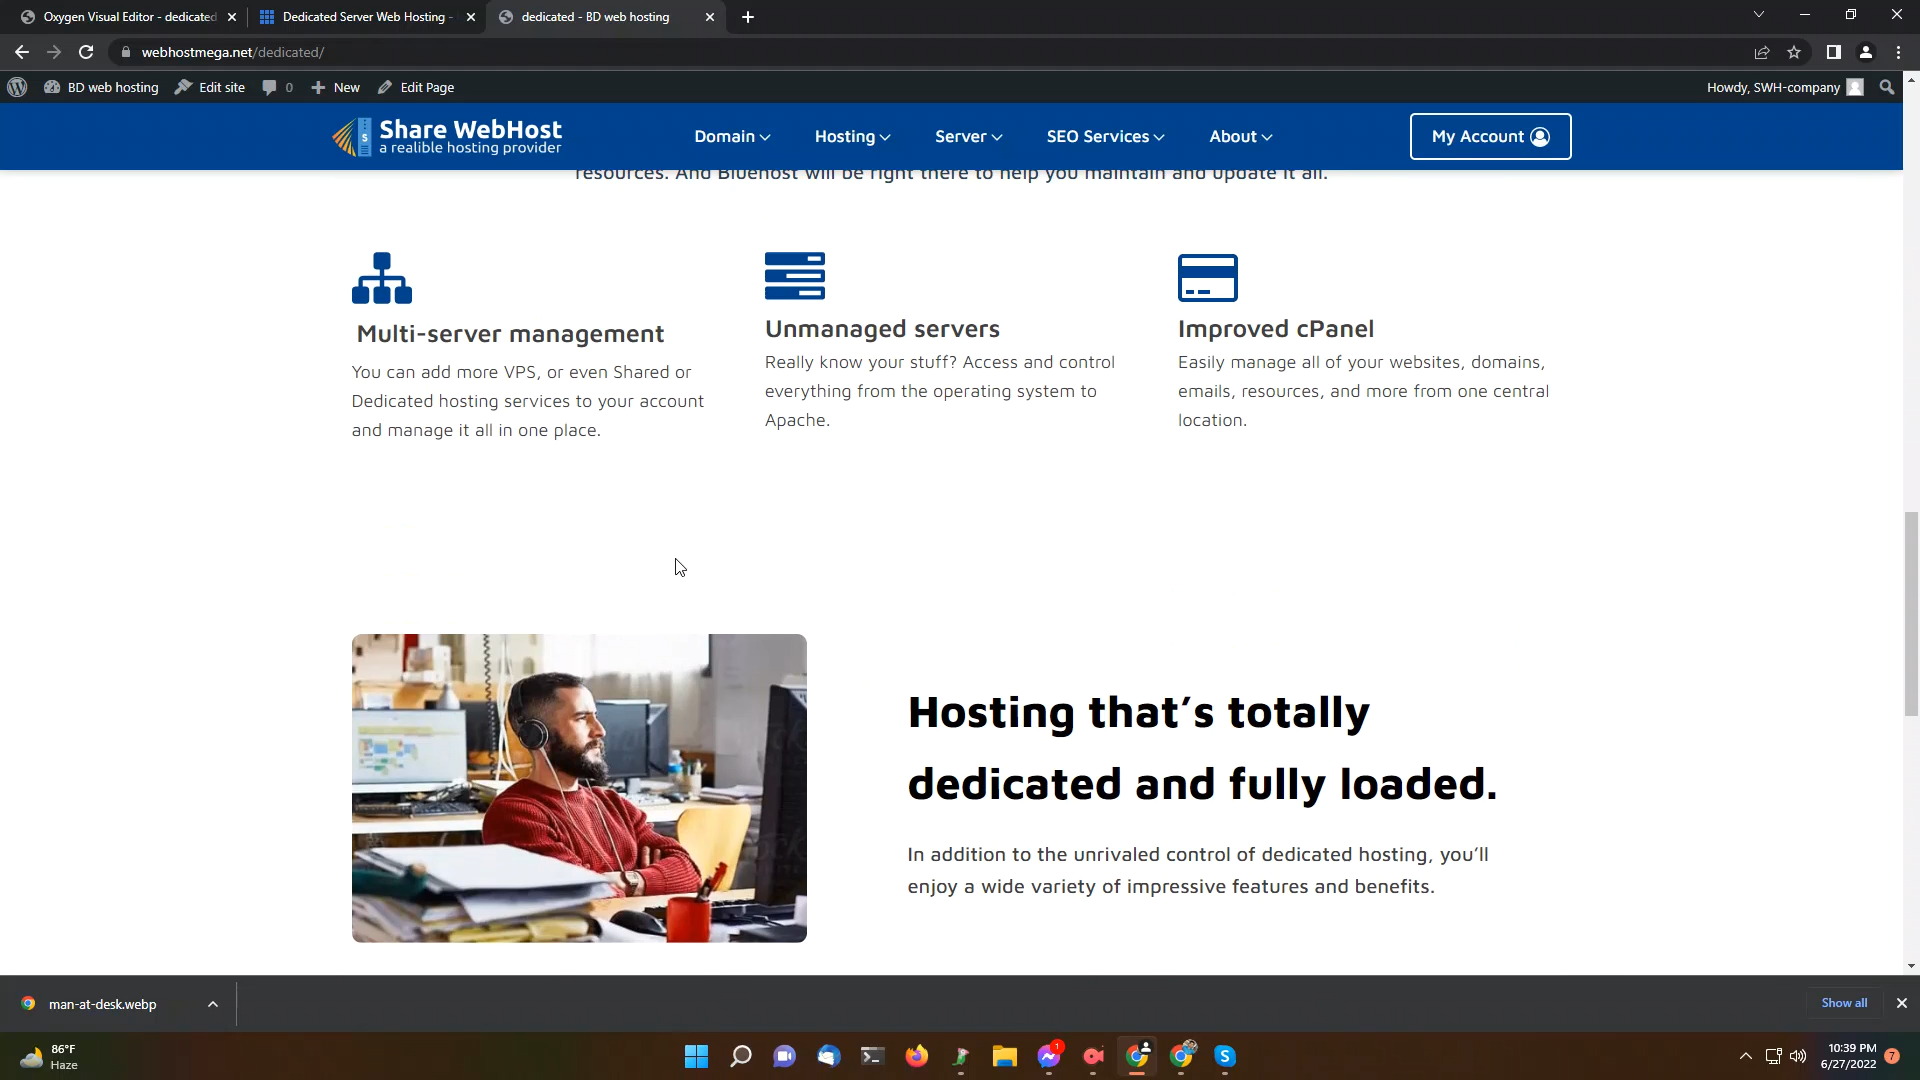 Oxygen Visual Editor - dedicated
Dedicated Server Web Hosting -
dedicated - BD web hosting
webhostmega.net/dedicated/
BD web hosting
Edit site
0
New
Edit Page
Howdy, SWH-company
Share WebHost
a realible hosting provider
Domain
Hosting
Server
SEO Services
About
My Account
resources. And Bluehost will be right there to help you maintain and update it all.
Multi-server management
You can add more VPS, or even Shared or
Dedicated hosting services to your account
and manage it all in one place.
Unmanaged servers
Really know your stuff? Access and control
everything from the operating system to
Apache.
Improved cPanel
Easily manage all of your websites, domains,
emails, resources, and more from one central
location.
Hosting that’s totally
dedicated and fully loaded.
In addition to the unrivaled control of dedicated hosting, you’ll
enjoy a wide variety of impressive features and benefits.
man-at-desk.webp
Show all
86°F
Haze
1
10:39 PM
6/27/2022
7